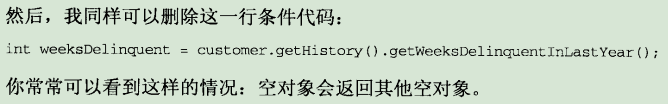 然后，我同样可以删除这一行条件代码：
int weeksDelinquent = customer.getHistory().getWeeksDelinquentInLastYear();
你常常可以看到这样的情况：空对象会返回其他空对象。